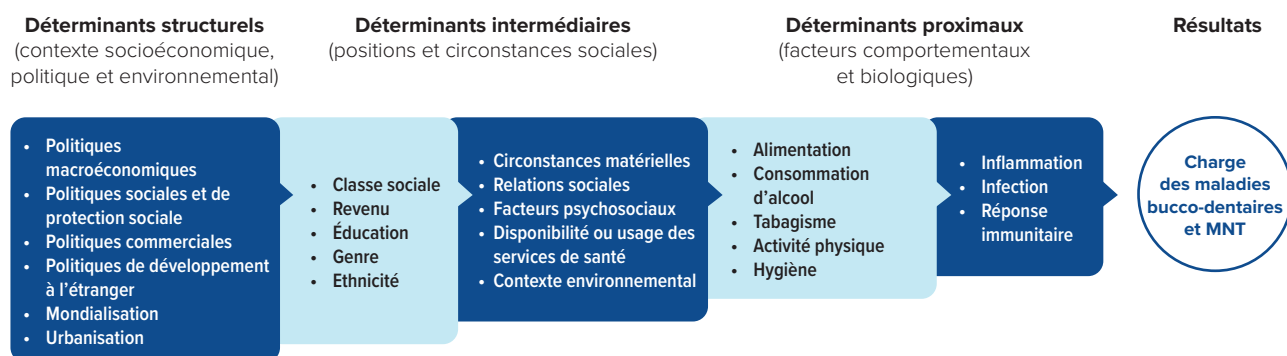 Déterminants structurels
(contexte socioéconomique,
politique et environnemental)
Déterminants intermédiaires
(positions et circonstances sociales)
Déterminants proximaux
(facteurs comportementaux
et biologiques)
Résultats
• Politiques
macroéconomiques
• Politiques sociales et de
protection sociale
• Politiques commerciales
• Politiques de développement
à l'étranger
• Mondialisation
• Urbanisation
• Classe sociale
• Revenu
• Éducation
• Genre
• Ethnicité
• Circonstances matérielles
• Relations sociales
• Facteurs psychosociaux
• Disponibilité ou usage des
services de santé
• Contexte environnemental
• Alimentation
• Consommation
d'alcool
• Tabagisme
• Activité physique
• Hygiène
• Inflammation
• Infection
• Réponse
immunitaire
Charge
des maladies
bucco-dentaires
et MNT